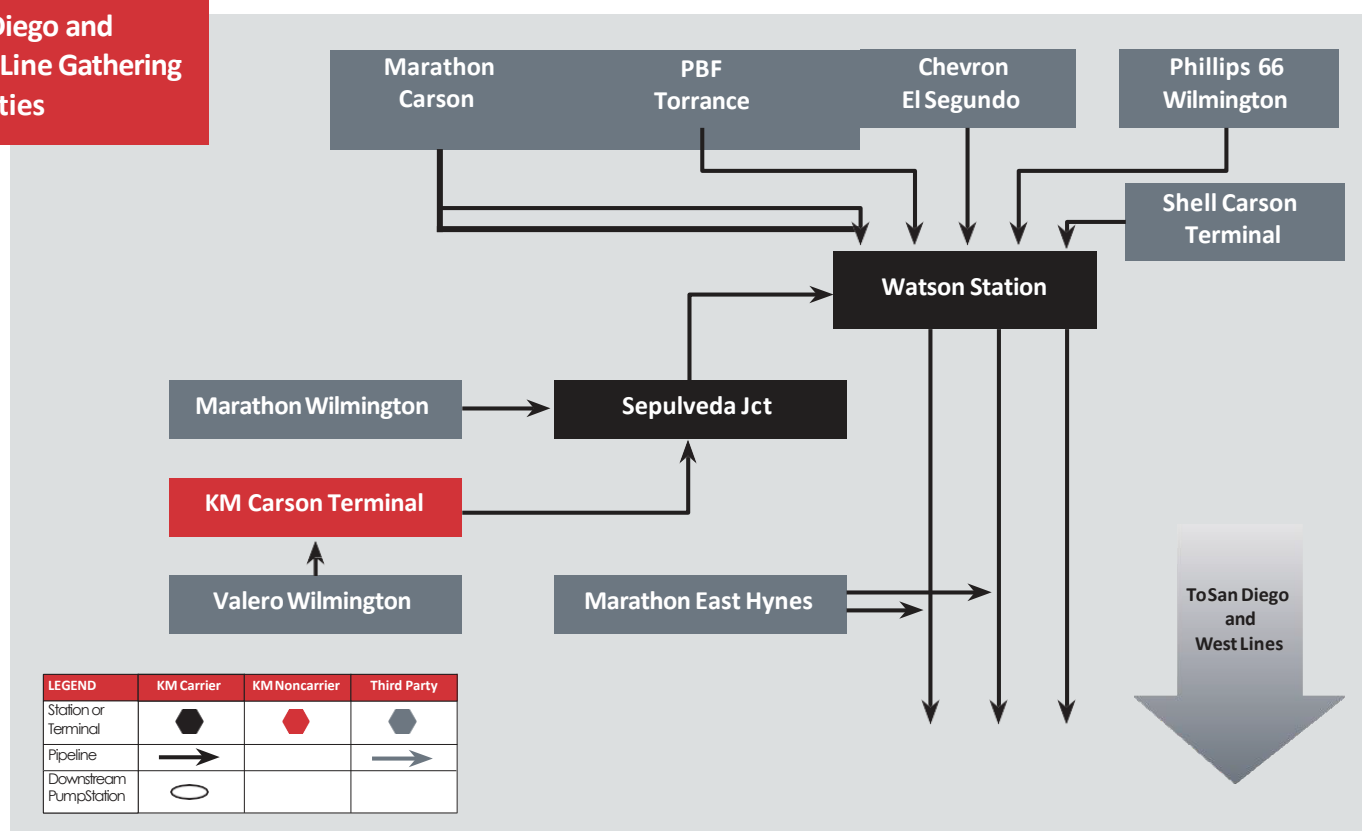 Diego and
Line Gathering
ties
Marathon
Carson
PBF
Torrance
Chevron
El Segundo
Phillips 66
Wilmington
Shell Carson
Terminal
Watson Station
Marathon Wilmington
Sepulveda Jct
KM Carson Terminal
Valero Wilmington
Marathon East Hynes
To San Diego
and
West Lines
LEGEND KM Carrier KM Noncarrier Third Party
Station or
Terminal
Pipeline
Downstream
PumpStation